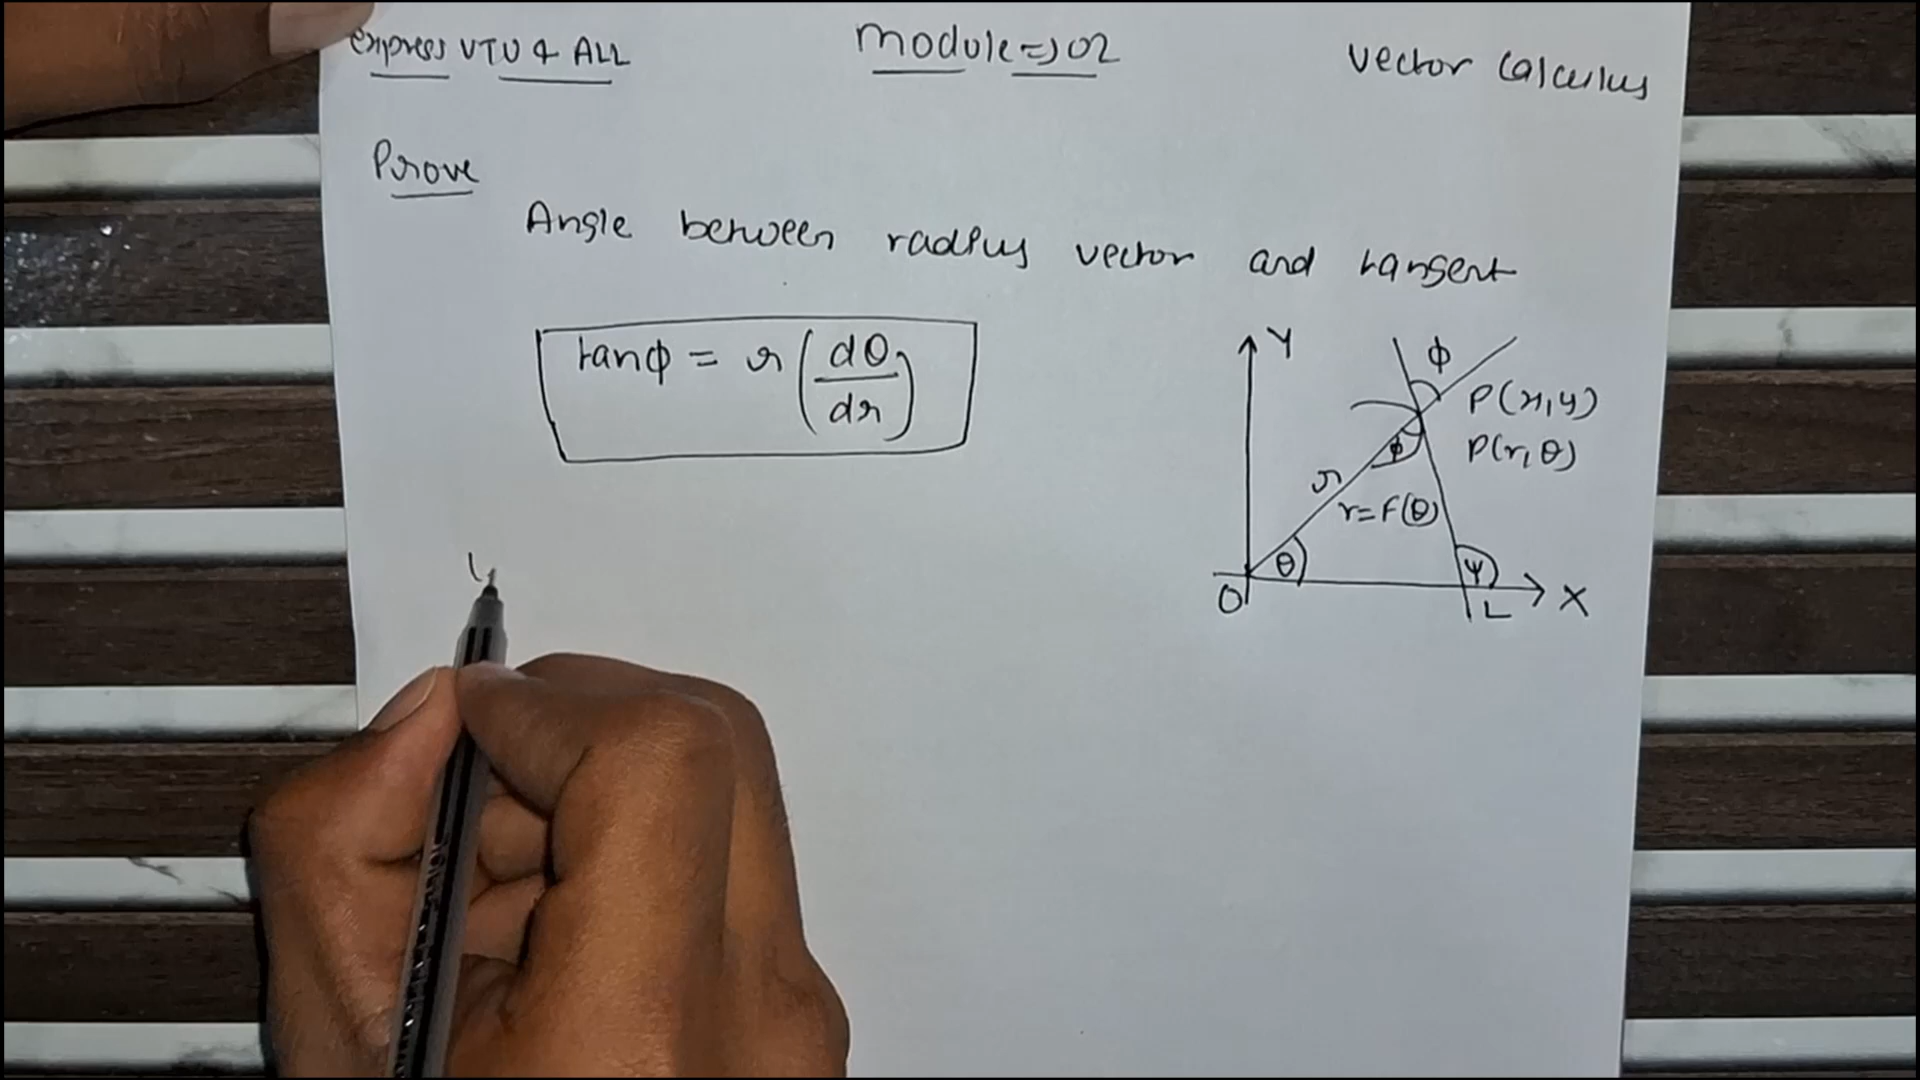 express VTU & ALL
module => 02
vector calculus
Prove
Angle between radius vector and tangent
tanϕ = r (dθ/dr)
Y
ϕ
P(x,y)
P(r,θ)
ϕ
r
r=f(θ)
θ
ψ
O
L
X